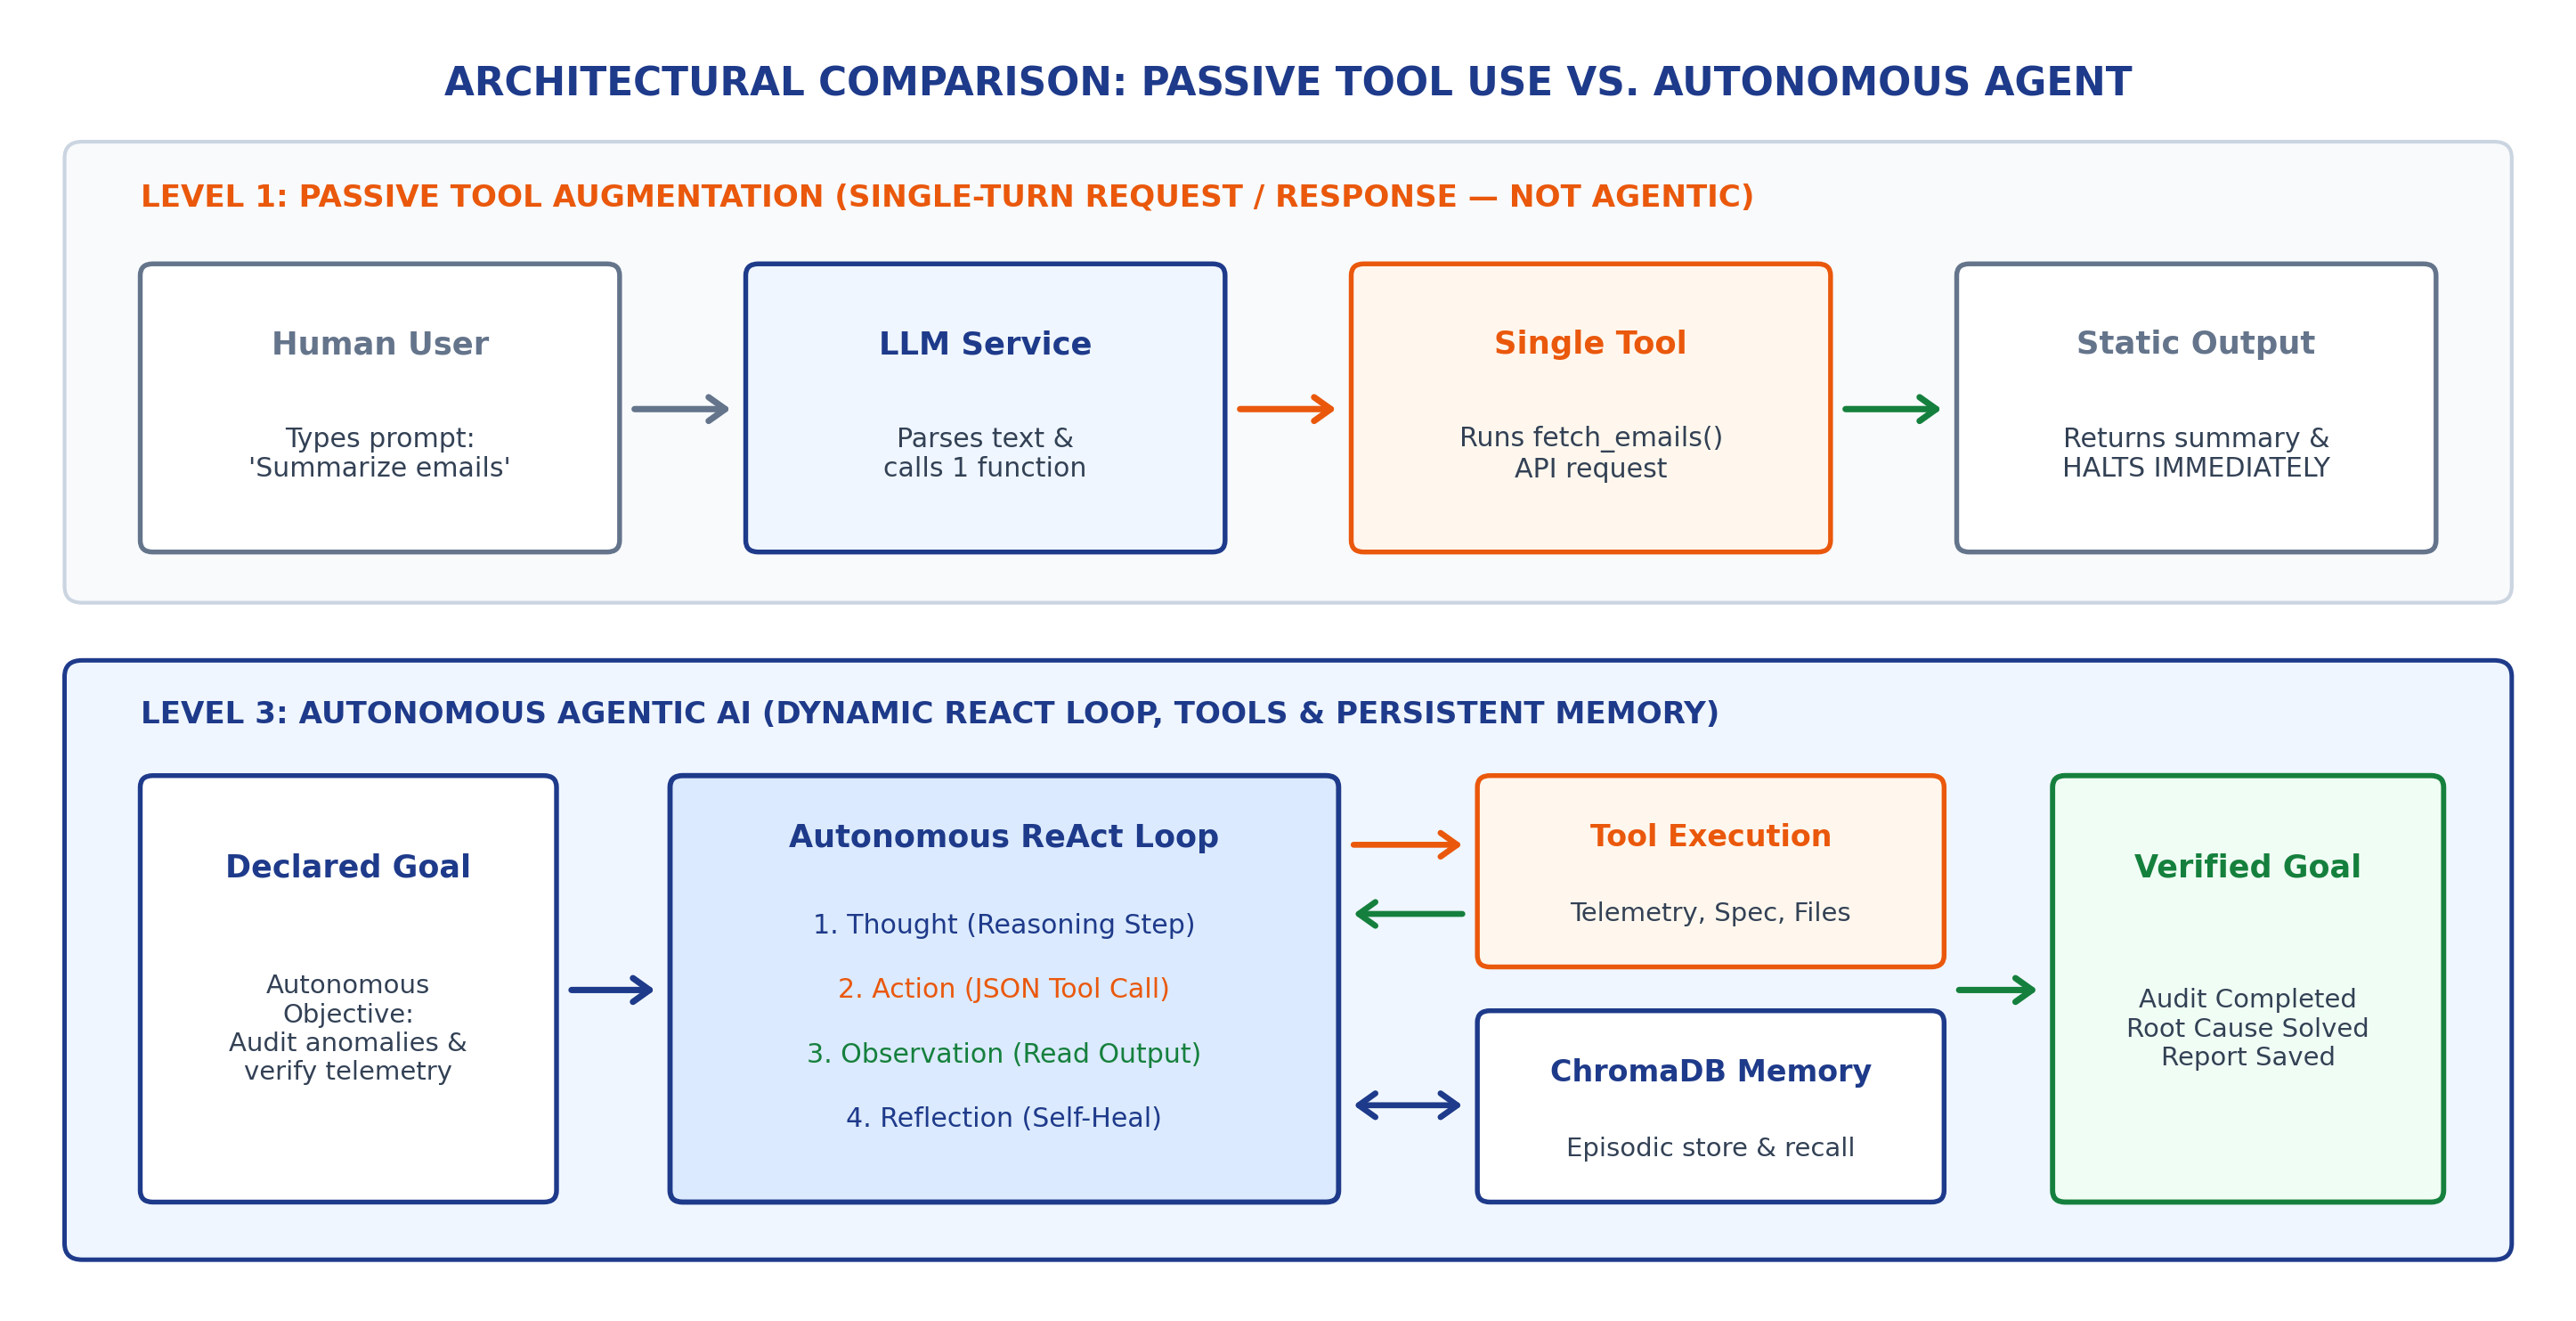 ARCHITECTURAL COMPARISON: PASSIVE TOOL USE VS. AUTONOMOUS AGENT
LEVEL 1: PASSIVE TOOL AUGMENTATION (SINGLE-TURN REQUEST / RESPONSE — NOT AGENTIC)
Human User
Types prompt:
'Summarize emails'
LLM Service
Parses text &
calls 1 function
Single Tool
Runs fetch_emails()
API request
Static Output
Returns summary &
HALTS IMMEDIATELY
LEVEL 3: AUTONOMOUS AGENTIC AI (DYNAMIC REACT LOOP, TOOLS & PERSISTENT MEMORY)
Declared Goal
Autonomous
Objective:
Audit anomalies &
verify telemetry
Autonomous ReAct Loop
1. Thought (Reasoning Step)
2. Action (JSON Tool Call)
3. Observation (Read Output)
4. Reflection (Self-Heal)
Tool Execution
Telemetry, Spec, Files
ChromaDB Memory
Episodic store & recall
Verified Goal
Audit Completed
Root Cause Solved
Report Saved